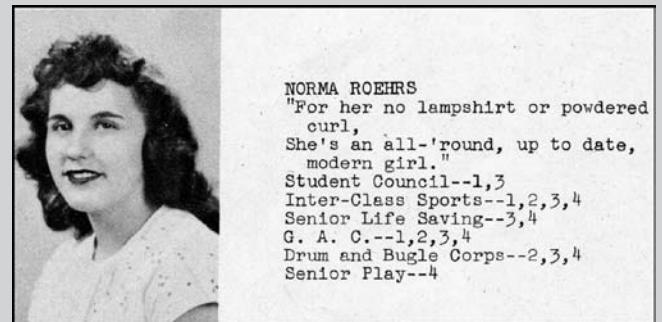 NORMA ROEHRS
"For her no lampshirt or powdered
curl,
She's an all-'round, up to date,
modern girl."
Student Council--1,3
Inter-Class Sports--1,2,3,4
Senior Life Saving--3,4
G. A. C.--1,2,3,4
Drum and Bugle Corps--2,3,4
Senior Play--4